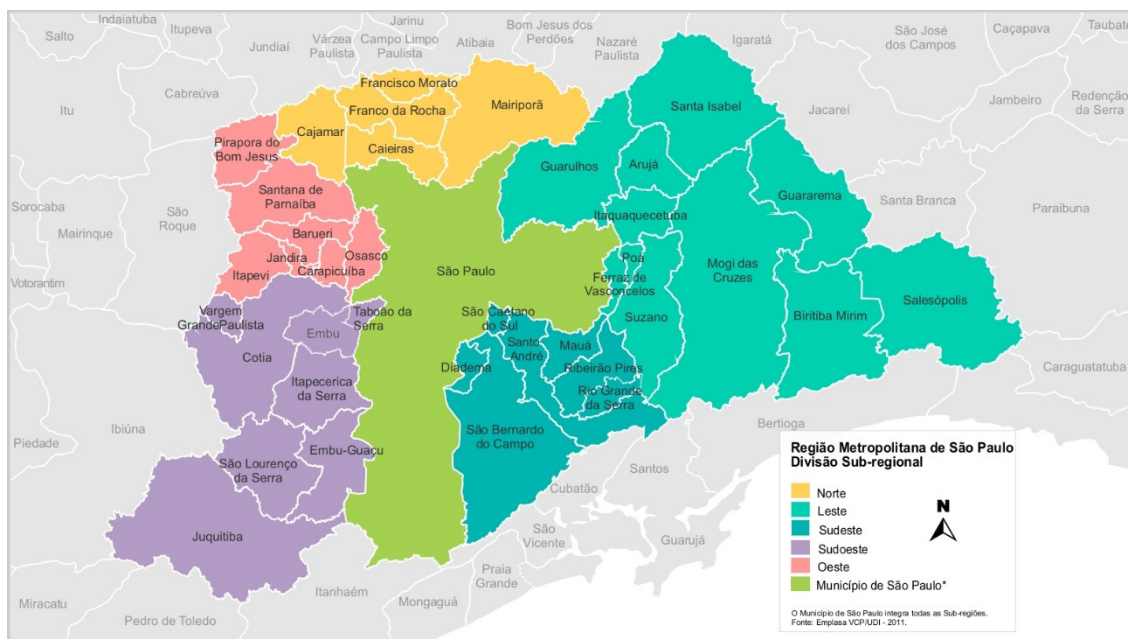 Indaiatuba
Salto
Itupeva
Jundiaí
Várzea
Paulista
Jarinu
Campo Limpo
Paulista
Atibaia
Bom Jesus dos
Perdões
Nazaré
Paulista
Igaratá
São José
dos Campos
Caçapava
Taubaté
Itu
Cabreúva
Jacareí
Jambeiro
Redenção
da Serra
Francisco Morato
Franco da Rocha
Mairiporã
Cajamar
Caieiras
Santa Isabel
Pirapora do
Bom Jesus
Guarulhos
Arujá
Guararema
Santa Branca
Paraibuna
Santana de
Parnaíba
Itaquaquecetuba
Sorocaba
Mairinque
São
Roque
Barueri
Jandira
Osasco
Itapevi
Carapicuíba
São Paulo
Poá
Ferraz de
Vasconcelos
Mogi das
Cruzes
Salesópolis
Votorantim
Vargem
Grande Paulista
Taboão da
Serra
Embu
Cotia
São Caetano
do Sul
Santo
André
Mauá
Suzano
Biritiba Mirim
Diadema
Ribeirão Pires
Rio Grande
da Serra
Itapecerica
da Serra
Caraguatatuba
Piedade
Ibiúna
São Bernardo
do Campo
Bertioga
Embu-Guaçu
São Lourenço
da Serra
Santos
Cubatão
Juquitiba
São
Vicente
Guarujá
Praia
Grande
Itanhaém
Mongaguá
Miracatu
Pedro de Toledo
Região Metropolitana de São Paulo
Divisão Sub-regional
Norte
Leste
Sudeste
Sudoeste
Oeste
Município de São Paulo*
N
O Município de São Paulo integra todas as Sub-regiões.
Fonte: Emplasa VCP/UDI - 2011.